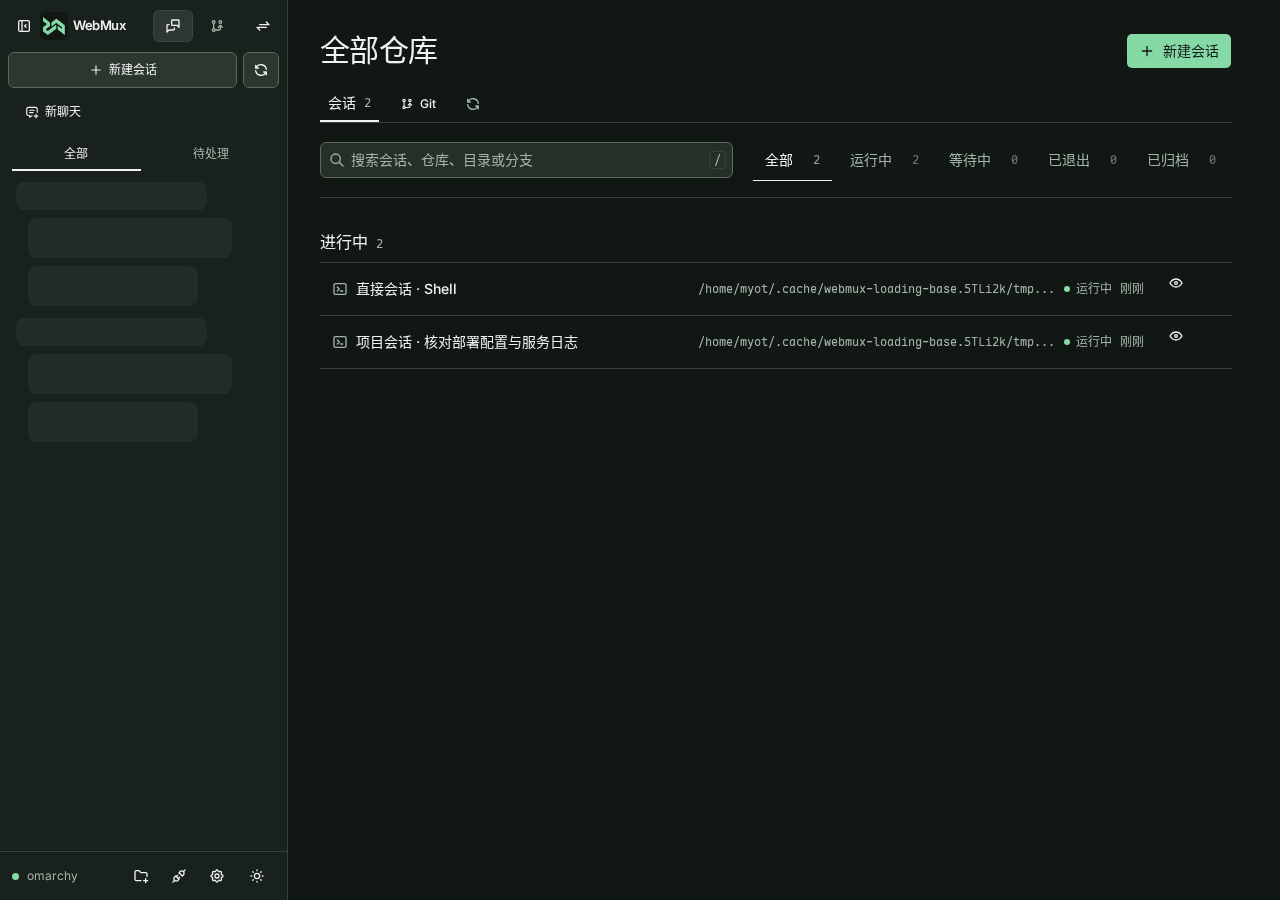 WebMux
新建会话
新聊天
全部 待处理
omarchy
全部仓库
新建会话
会话 2 Git
搜索会话、仓库、目录或分支 /
全部 2 运行中 2 等待中 0 已退出 0 已归档 0
进行中 2
直接会话 · Shell /home/myot/.cache/webmux-loading-base.5TLi2k/tmp... 运行中 刚刚
项目会话 · 核对部署配置与服务日志 /home/myot/.cache/webmux-loading-base.5TLi2k/tmp... 运行中 刚刚